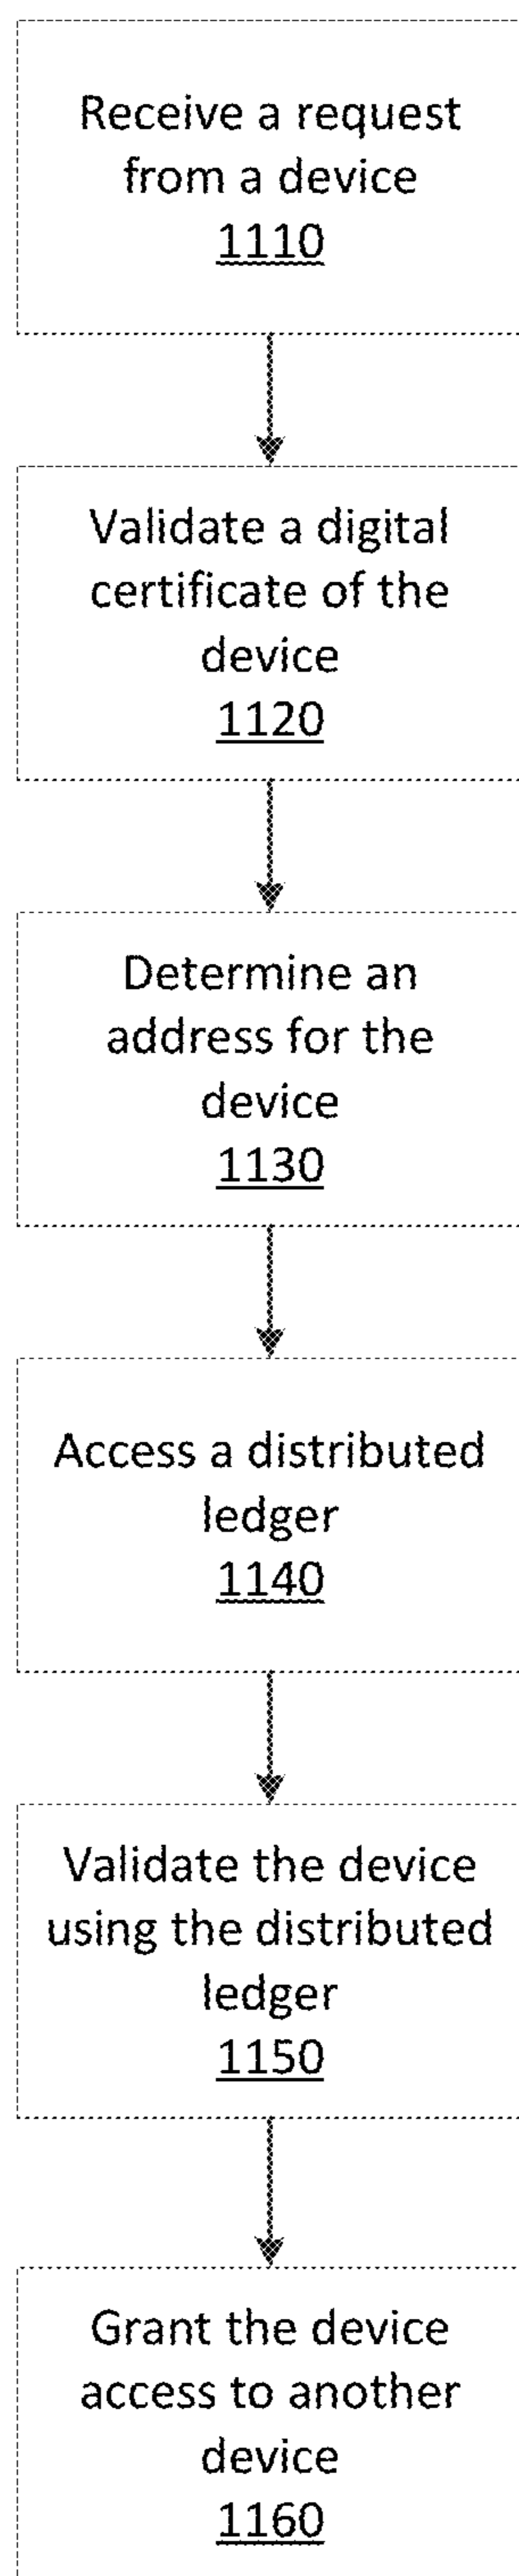 Receive a request
from a device
1110
Validate a digital
certificate of the
device
1120
Determine an
address for the
device
1130
Access a distributed
ledger
1140
Validate the device
using the distributed
ledger
1150
Grant the device
access to another
device
1160